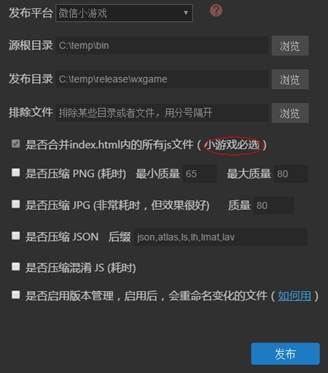 发布平台 微信小游戏 ?
源根目录 C:\temp\bin 浏览
发布目录 C:\temp\release\wxgame 浏览
排除文件 排除某些目录或者文件，用分号隔开 浏览
是否合并index.html内的所有js文件（小游戏必选）
是否压缩 PNG (耗时) 最小质量 65 最大质量 80
是否压缩 JPG (非常耗时，但效果很好) 质量 80
是否压缩 JSON 后缀 json,atlas,ls,lh,lmat,lav
是否压缩混淆 JS (耗时)
是否启用版本管理，启用后，会重命名变化的文件（如何用）
发布